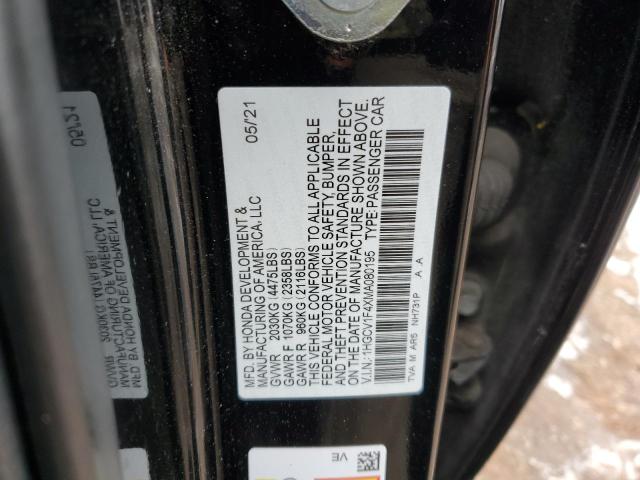 MFD. BY HONDA DEVELOPMENT & 05/21
MANUFACTURING OF AMERICA, LLC
GVWR 2030KG(4475LBS)
GAWR F 1070KG(2358LBS)
GAWR R 960KG(2116LBS)
THIS VEHICLE CONFORMS TO ALL APPLICABLE
FEDERAL MOTOR VEHICLE SAFETY, BUMPER,
AND THEFT PREVENTION STANDARDS IN EFFECT
ON THE DATE OF MANUFACTURE SHOWN ABOVE.
V.I.N.: 1HGCV1F4XMA080195 TYPE:PASSENGER CAR
TVA M AR5 NH731P A A
VE